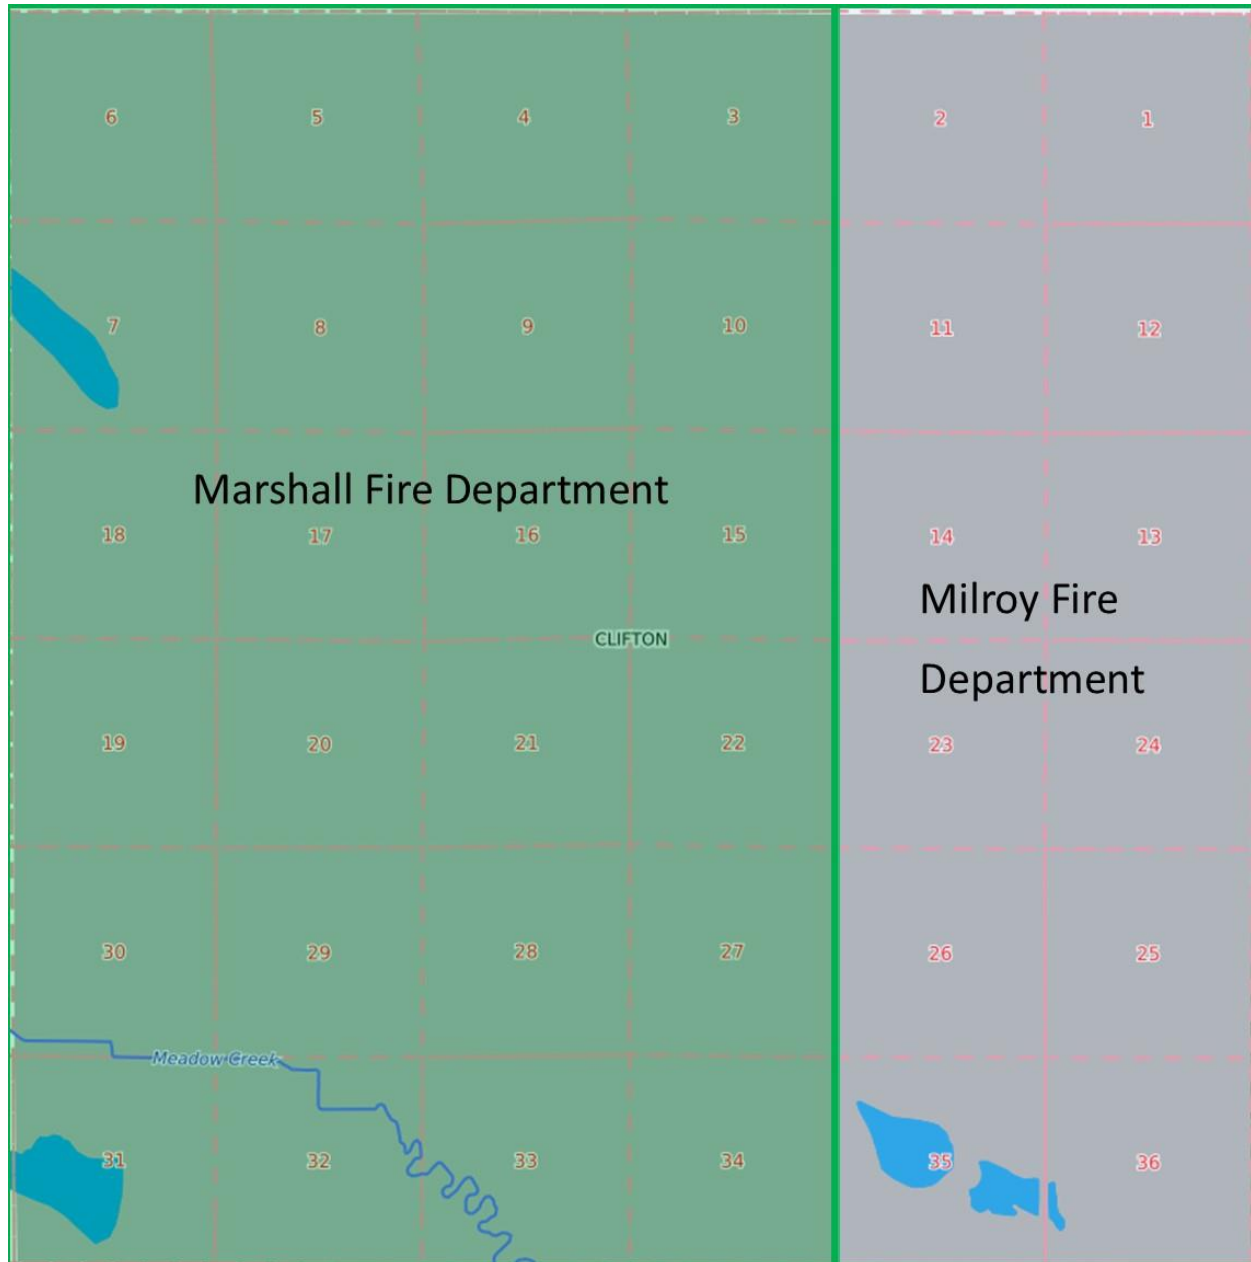 6 5 4 3 2 1
7 8 9 10 11 12
Marshall Fire Department
18 17 16 15 14 13
Milroy Fire
CLIFTON
Department
19 20 21 22 23 24
30 29 28 27 26 25
Meadow Creek
31 32 33 34 35 36